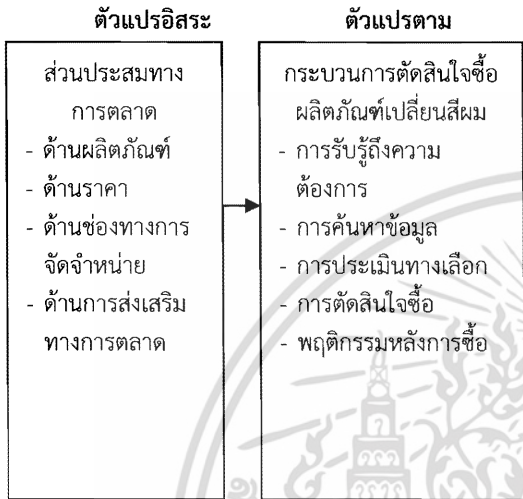 ตัวแปรอิสระ
ส่วนประสมทาง
การตลาด
- ด้านผลิตภัณฑ์
- ด้านราคา
- ด้านช่องทางการ
จัดจำหน่าย
- ด้านการส่งเสริม
ทางการตลาด
ตัวแปรตาม
กระบวนการตัดสินใจซื้อ
ผลิตภัณฑ์เปลี่ยนสีผม
- การรับรู้ถึงความ
ต้องการ
- การค้นหาข้อมูล
- การประเมินทางเลือก
- การตัดสินใจซื้อ
- พฤติกรรมหลังการซื้อ